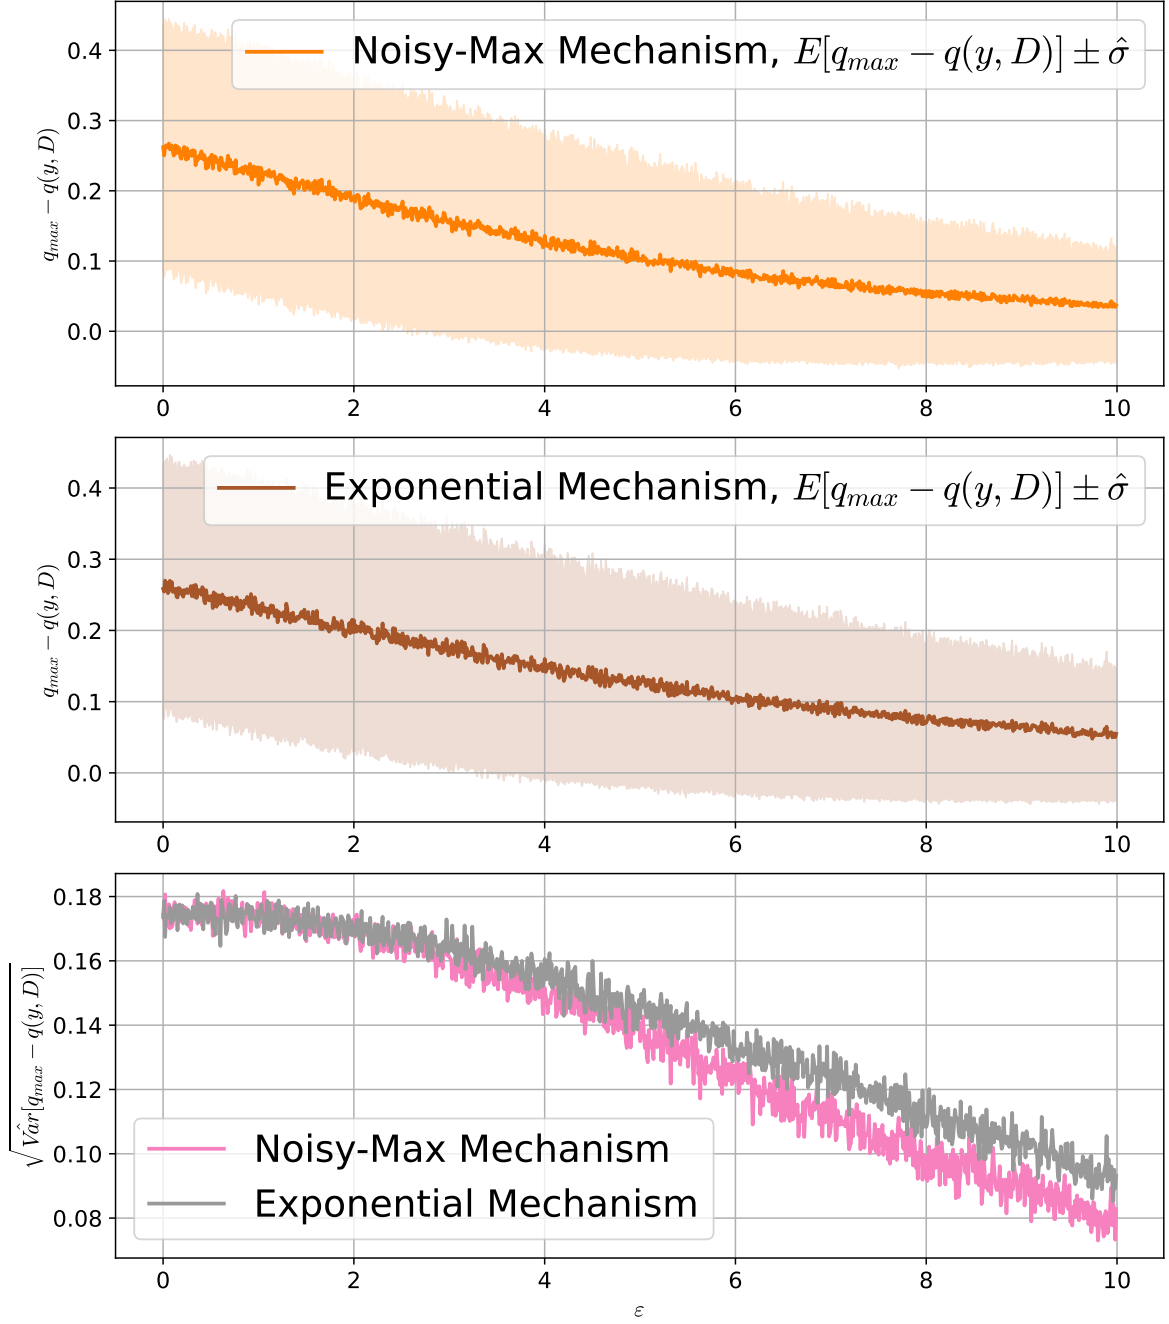 Noisy-Max Mechanism, E[q_max − q(y, D)] ± σ̂
q_max − q(y, D)
0.4
0.3
0.2
0.1
0.0
0 2 4 6 8 10
Exponential Mechanism, E[q_max − q(y, D)] ± σ̂
q_max − q(y, D)
0.4
0.3
0.2
0.1
0.0
0 2 4 6 8 10
√Vâr[q_max − q(y, D)]
0.18
0.16
0.14
0.12
0.10
0.08
Noisy-Max Mechanism
Exponential Mechanism
0 2 4 6 8 10
ε